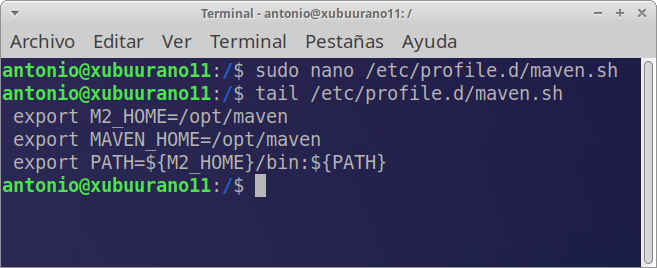 Terminal - antonio@xubuurano11: /
Archivo Editar Ver Terminal Pestañas Ayuda
antonio@xubuurano11:/$ sudo nano /etc/profile.d/maven.sh
antonio@xubuurano11:/$ tail /etc/profile.d/maven.sh
export M2_HOME=/opt/maven
export MAVEN_HOME=/opt/maven
export PATH=${M2_HOME}/bin:${PATH}
antonio@xubuurano11:/$